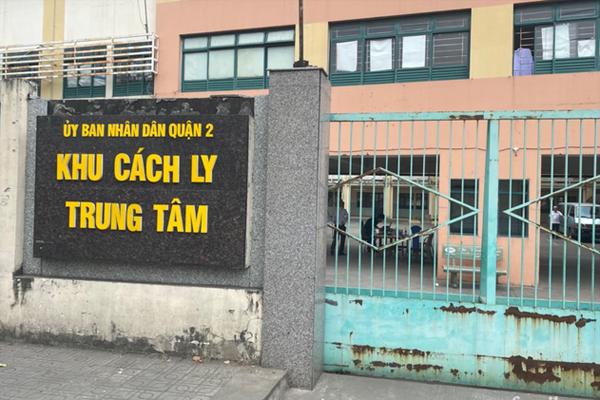 ỦY BAN NHÂN DÂN QUẬN 2
KHU CÁCH LY
TRUNG TÂM